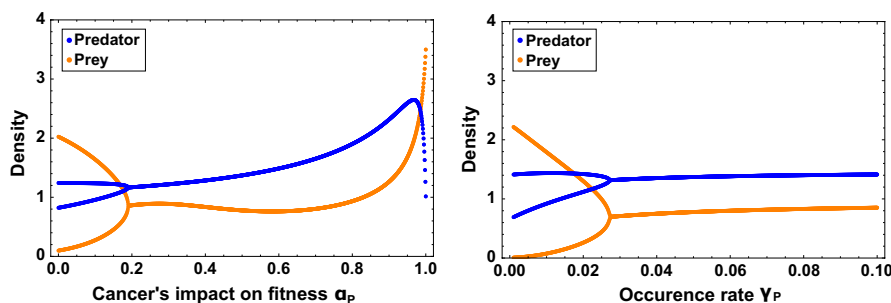 4
3
2
1
0
Density
Predator
Prey
0.0 0.2 0.4 0.6 0.8 1.0
Cancer's impact on fitness αP
4
3
2
1
0
Density
Predator
Prey
0.00 0.02 0.04 0.06 0.08 0.10
Occurence rate γP